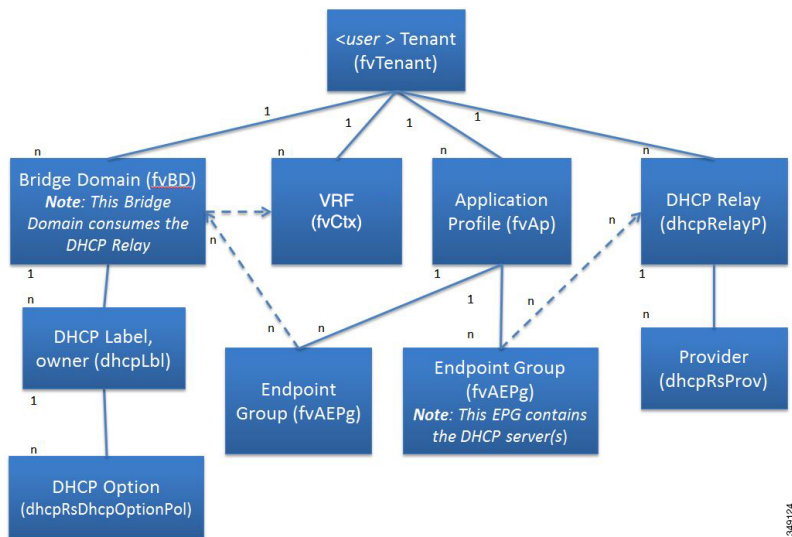 <user > Tenant
(fvTenant)
1
1
1
1
n
n
n
n
Bridge Domain (fvBD)
Note: This Bridge
Domain consumes the
DHCP Relay
VRF
(fvCtx)
Application
Profile (fvAp)
DHCP Relay
(dhcpRelayP)
n
n
1
1
1
1
n
n
n
n
n
n
DHCP Label,
owner (dhcpLbl)
Endpoint
Group (fvAEPg)
Endpoint Group
(fvAEPg)
Note: This EPG contains
the DHCP server(s)
Provider
(dhcpRsProv)
1
n
DHCP Option
(dhcpRsDhcpOptionPol)
349124